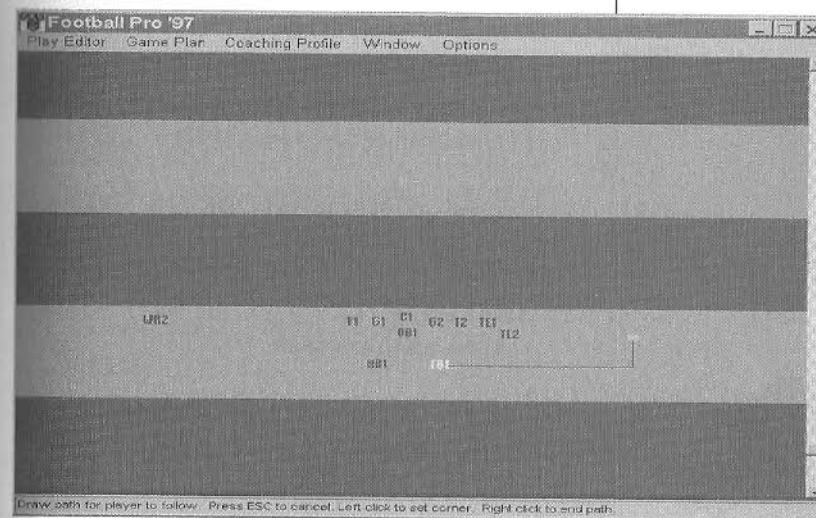 Football Pro '97
Play Editor Game Plan Coaching Profile Window Options
WR2 T1 G1 C1 G2 T2 TE1
QB1 TE2
Draw path for player to follow. Press ESC to cancel. Left click to set corner. Right click to end path.